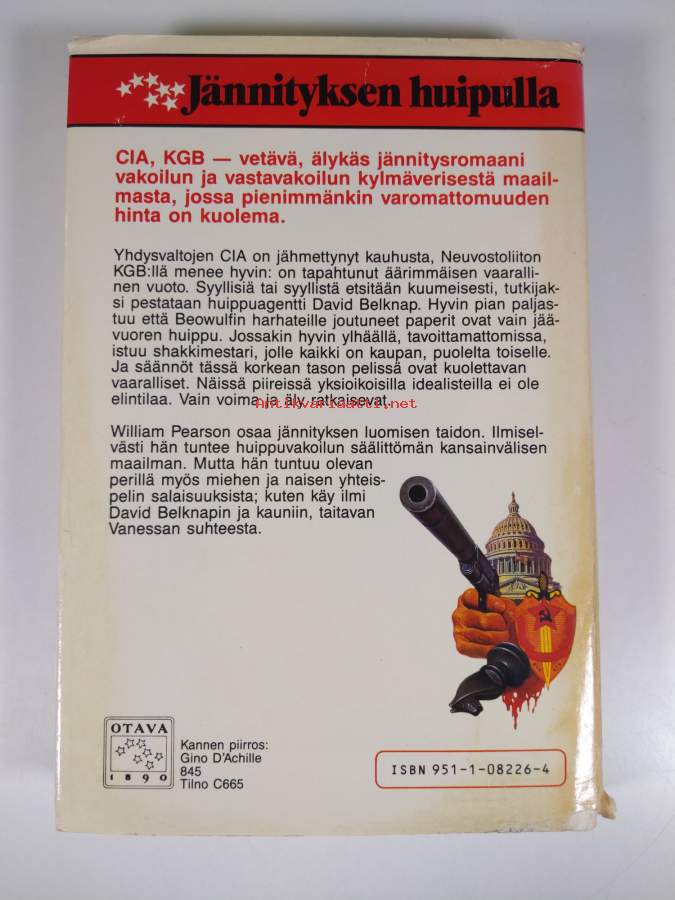 Jännityksen huipulla
CIA, KGB — vetävä, älykäs jännitysromaani
vakoilun ja vastavakoilun kylmäverisestä maail-
masta, jossa pienimmänkin varomattomuuden
hinta on kuolema.
Yhdysvaltojen CIA on jähmettynyt kauhusta, Neuvostoliiton
KGB:llä menee hyvin: on tapahtunut äärimmäisen vaaralli-
nen vuoto. Syyllisiä tai syyllistä etsitään kuumeisesti, tutkijak-
si pestataan huippuagentti David Belknap. Hyvin pian paljas-
tuu että Beowulfin harhateille joutuneet paperit ovat vain jää-
vuoren huippu. Jossakin hyvin ylhäällä, tavoittamattomissa,
istuu shakkimestari, jolle kaikki on kaupan, puolelta toiselle.
Ja säännöt tässä korkean tason pelissä ovat kuolettavan
vaaralliset. Näissä piireissä yksioikoisilla idealisteilla ei ole
elintilaa. Vain voima ja äly ratkaisevat.
Antikvariaatti.net
William Pearson osaa jännityksen luomisen taidon. Ilmisel-
västi hän tuntee huippuvakoilun säälittömän kansainvälisen
maailman. Mutta hän tuntuu olevan
perillä myös miehen ja naisen yhteis-
pelin salaisuuksista; kuten käy ilmi
David Belknapin ja kauniin, taitavan
Vanessan suhteesta.
OTAVA
1890
Kannen piirros:
Gino D'Achille
845
Tilno C665
ISBN 951-1-08226-4